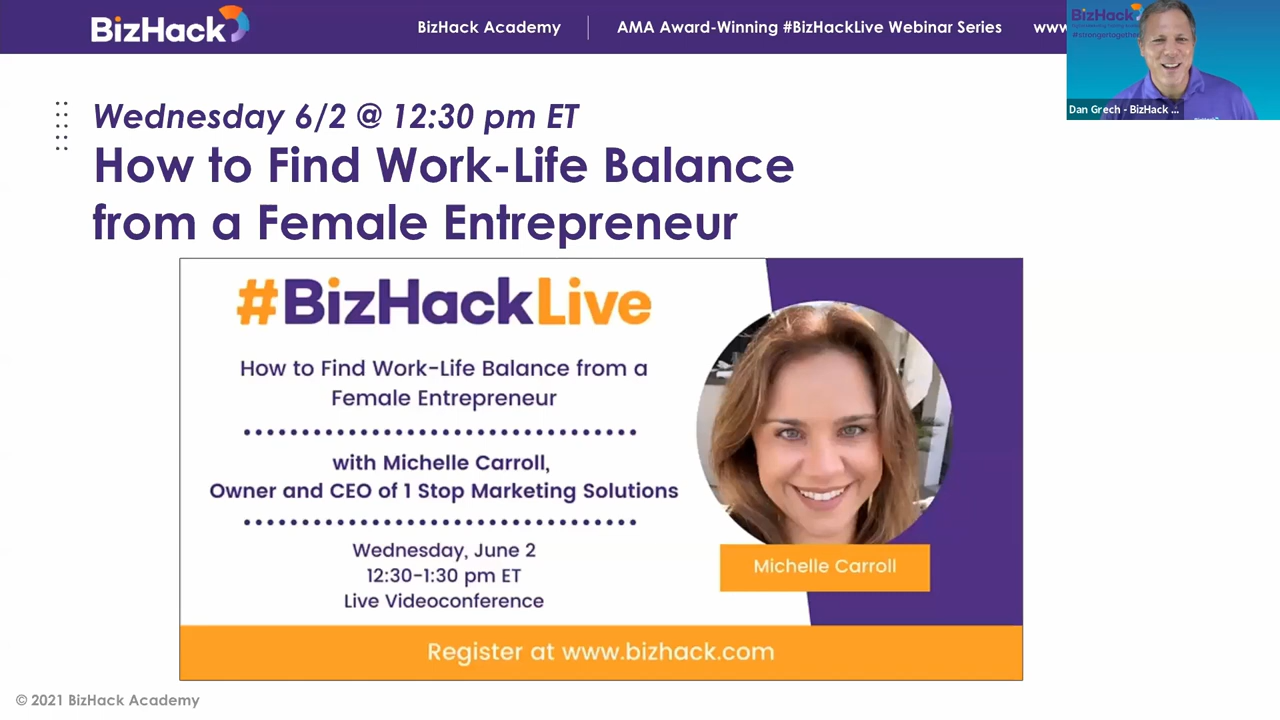 BizHack
BizHack Academy
AMA Award-Winning #BizHackLive Webinar Series
www
BizHack
#strongertogether
Dan Grech - BizHack ...
Wednesday 6/2 @ 12:30 pm ET
How to Find Work-Life Balance
from a Female Entrepreneur
#BizHackLive
How to Find Work-Life Balance from a
Female Entrepreneur
with Michelle Carroll,
Owner and CEO of 1 Stop Marketing Solutions
Wednesday, June 2
12:30-1:30 pm ET
Live Videoconference
Michelle Carroll
Register at www.bizhack.com
© 2021 BizHack Academy